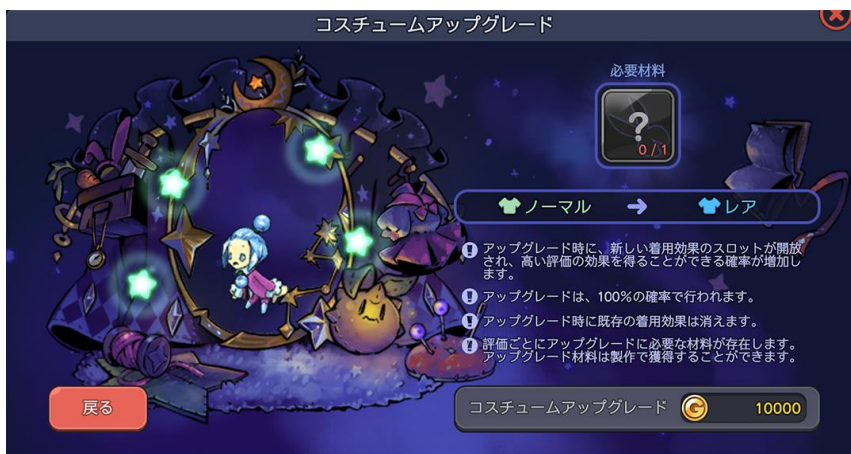 コスチュームアップグレード
必要材料
?
0/1
ノーマル → レア
アップグレード時に、新しい着用効果のスロットが開放
され、高い評価の効果を得ることができる確率が増加し
ます。
アップグレードは、100%の確率で行われます。
アップグレード時に既存の着用効果は消えます。
評価ごとにアップグレードに必要な材料が存在します。
アップグレード材料は製作で獲得することができます。
戻る
コスチュームアップグレード G 10000